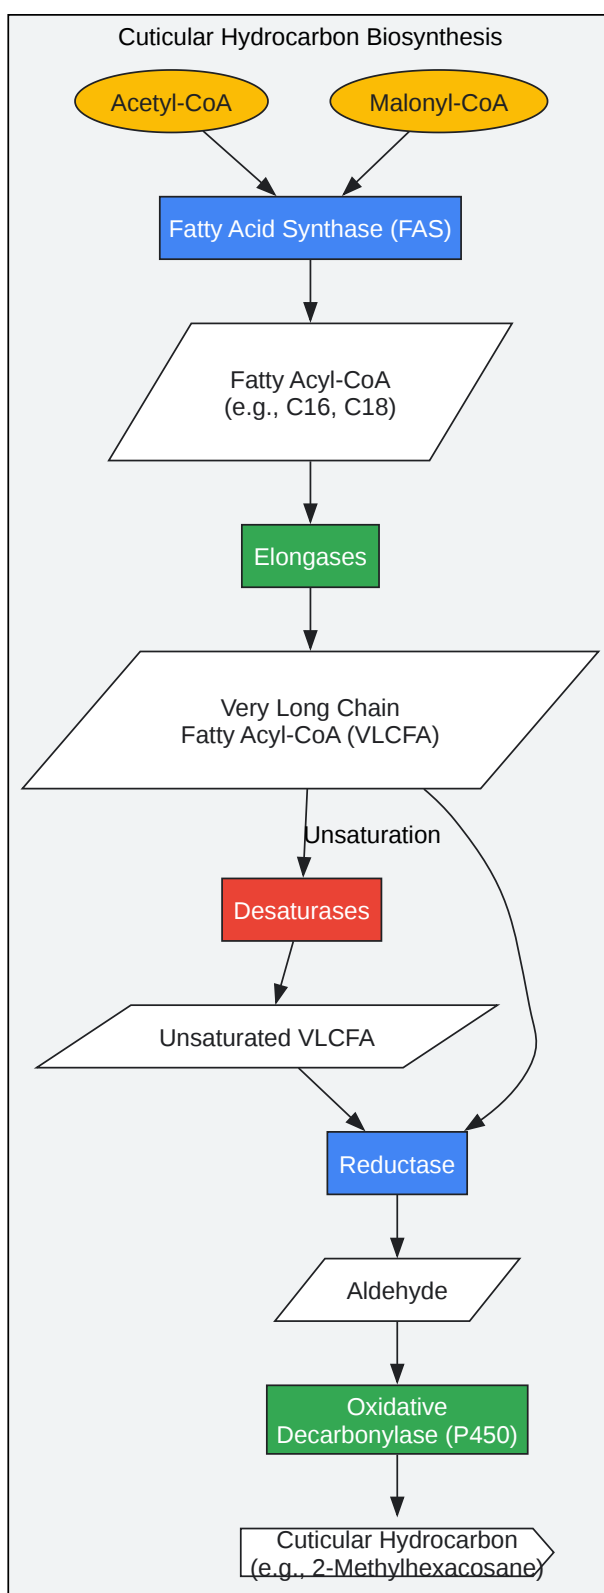 Cuticular Hydrocarbon Biosynthesis
Acetyl-CoA
Malonyl-CoA
Fatty Acid Synthase (FAS)
Fatty Acyl-CoA
(e.g., C16, C18)
Elongases
Very Long Chain
Fatty Acyl-CoA (VLCFA)
Unsaturation
Desaturases
Unsaturated VLCFA
Reductase
Aldehyde
Oxidative
Decarbonylase (P450)
Cuticular Hydrocarbon
(e.g., 2-Methylhexacosane)